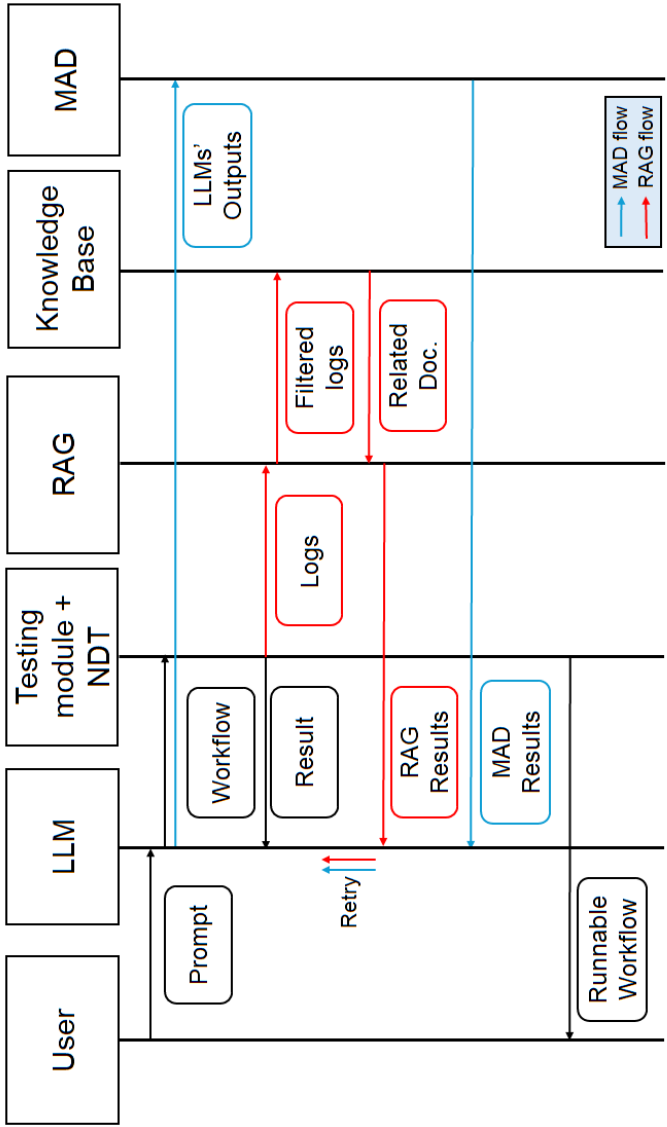 User
LLM
Testing
module +
NDT
RAG
Knowledge
Base
MAD
Prompt
Workflow
LLMs'
Outputs
Result
Logs
Filtered
logs
Related
Doc.
RAG
Results
Retry
MAD
Results
Runnable
Workflow
MAD flow
RAG flow